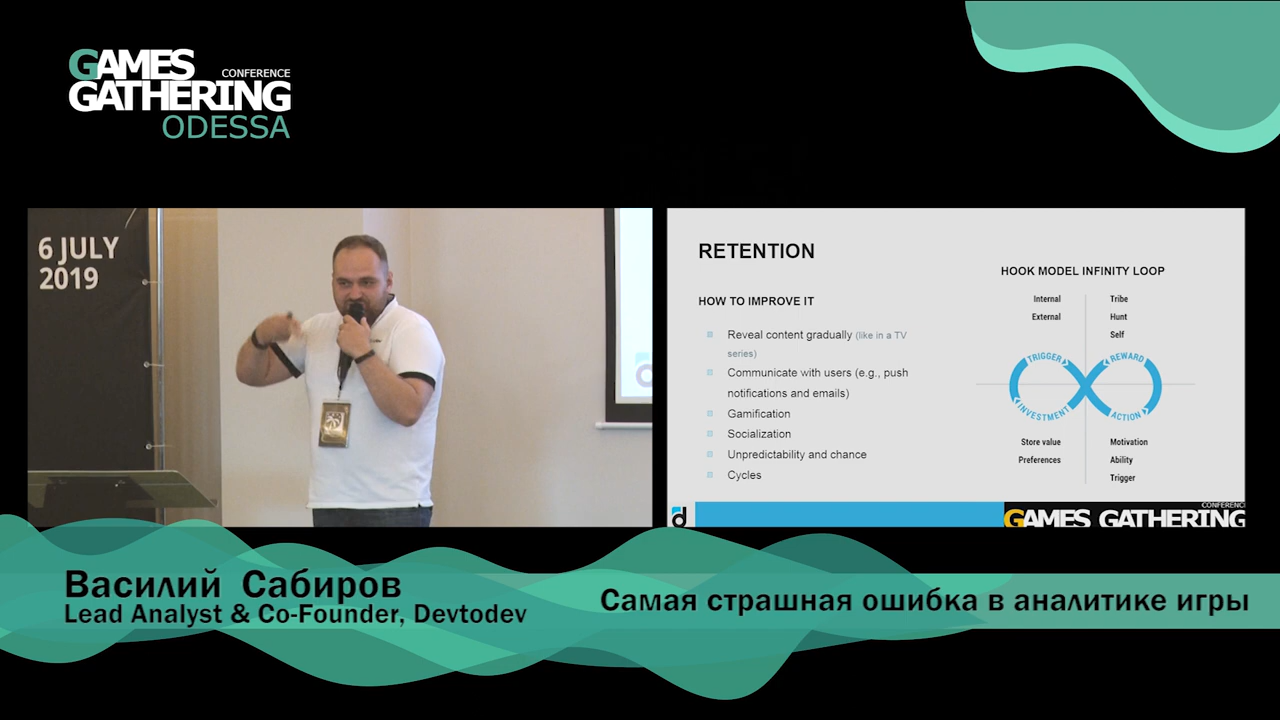 GAMES
CONFERENCE
GATHERING
ODESSA
6 JULY
2019
RETENTION
HOW TO IMPROVE IT
Reveal content gradually (like in a TV
series)
Communicate with users (e.g., push
notifications and emails)
Gamification
Socialization
Unpredictability and chance
Cycles
HOOK MODEL INFINITY LOOP
Internal
External
Tribe
Hunt
Self
TRIGGER
REWARD
INVESTMENT
ACTION
Store value
Preferences
Motivation
Ability
Trigger
d
CONFERENCE
GAMES GATHERING
Василий Сабиров
Lead Analyst & Co-Founder, Devtodev
Самая страшная ошибка в аналитике игры